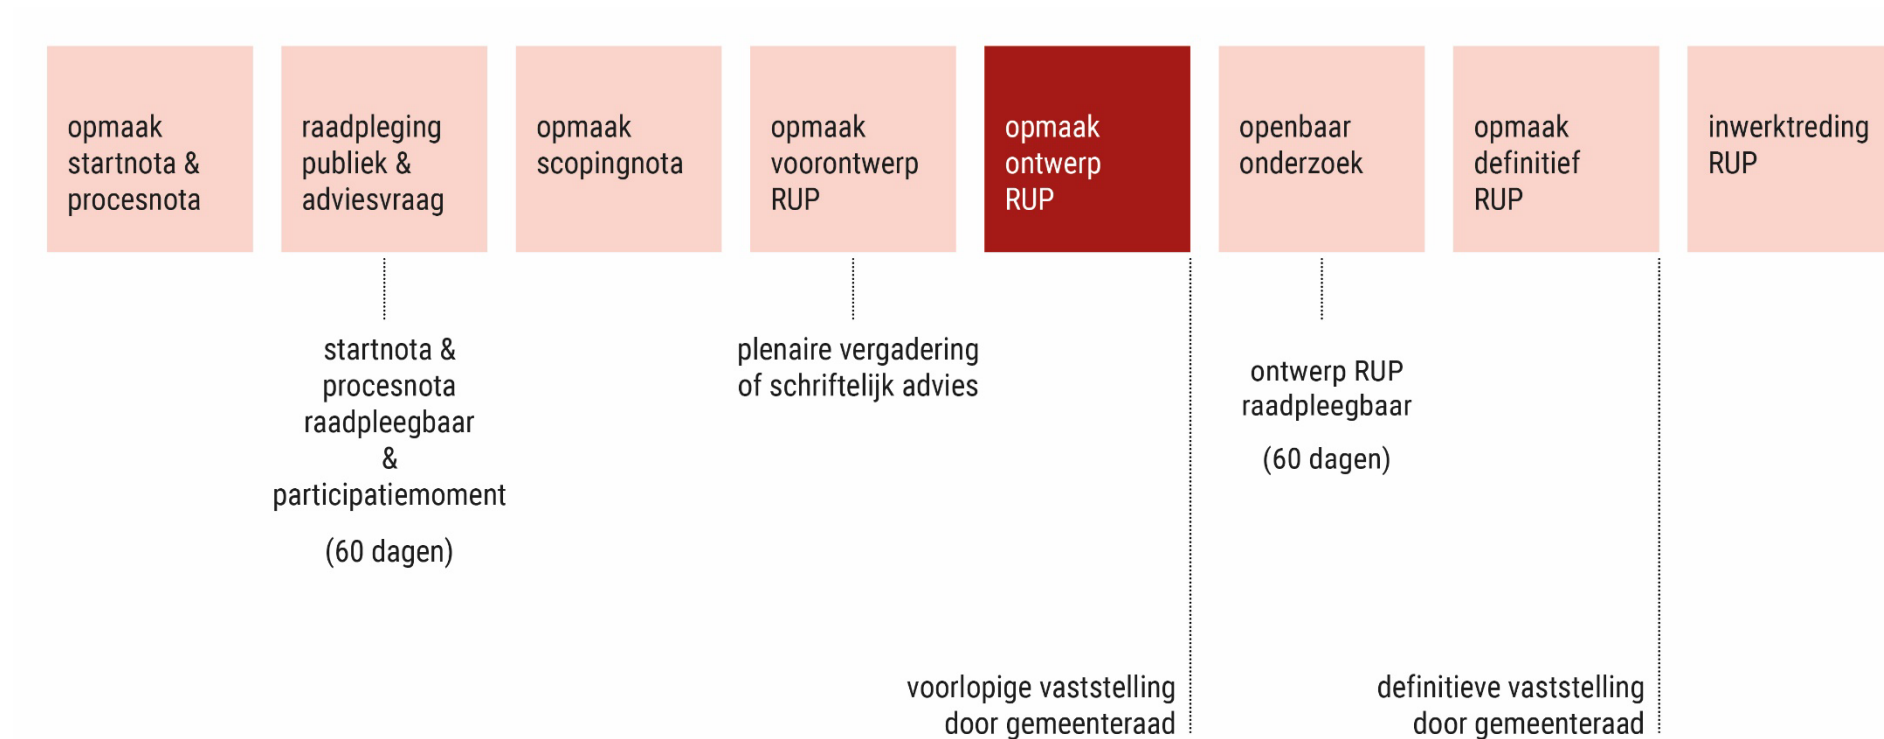 opmaak
startnota &
procesnota
raadpleging
publiek &
adviesvraag
opmaak
scopingnota
opmaak
voorontwerp
RUP
opmaak
ontwerp
RUP
openbaar
onderzoek
opmaak
definitief
RUP
inwerktreding
RUP
startnota &
procesnota
raadpleegbaar
&
participatiemoment
(60 dagen)
plenaire vergadering
of schriftelijk advies
ontwerp RUP
raadpleegbaar
(60 dagen)
voorlopige vaststelling
door gemeenteraad
definitieve vaststelling
door gemeenteraad